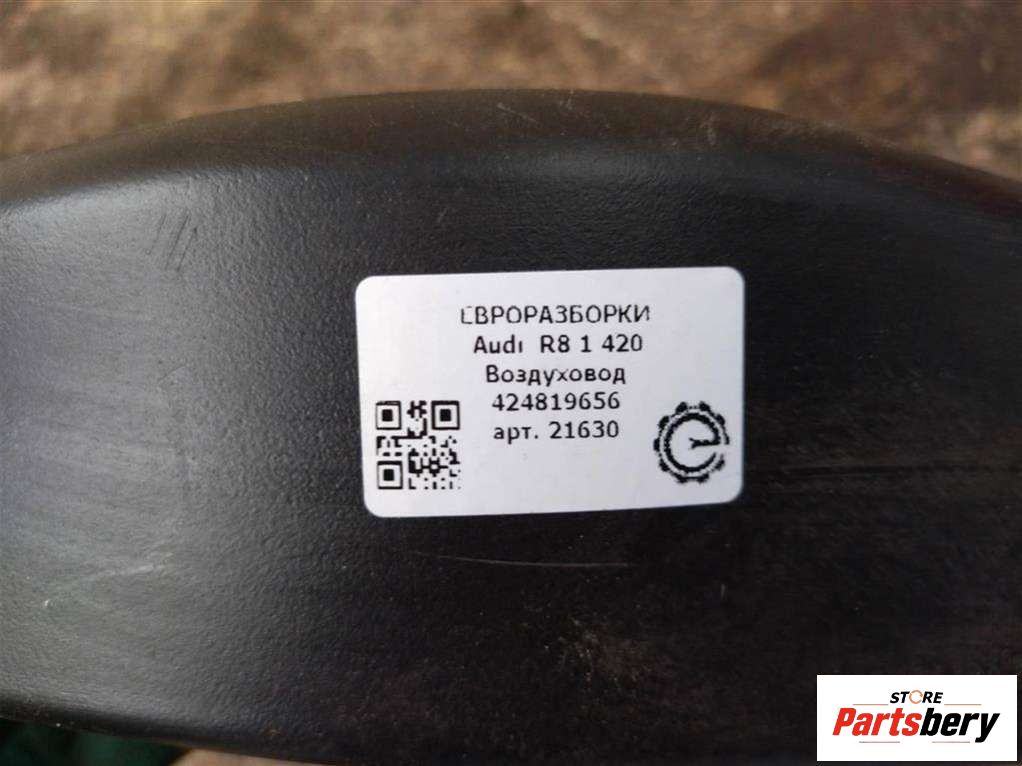 ЕВРОРАЗБОРКИ
Audi R8 1 420
Воздуховод
424819656
арт. 21630
STORE
Partsbery